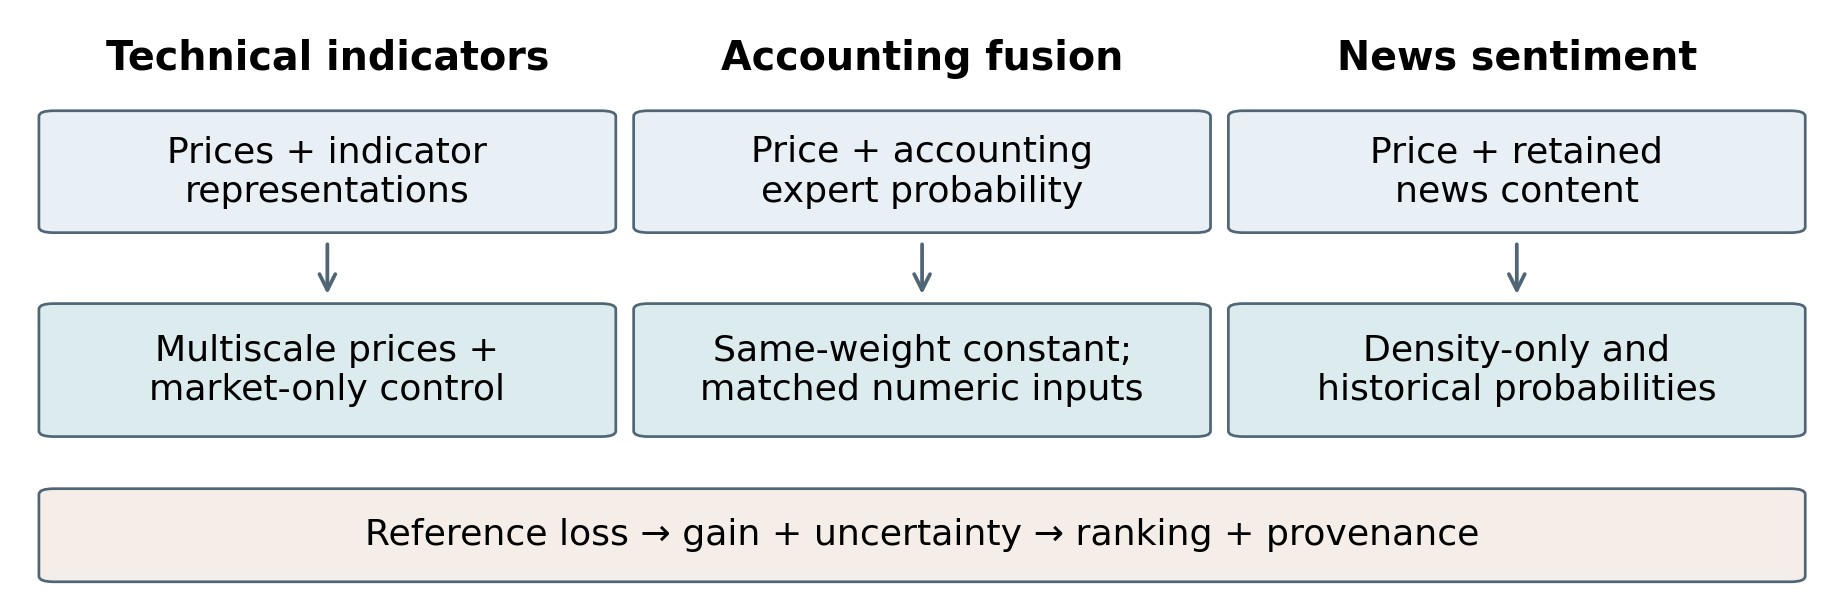 Technical indicators
Prices + indicator
representations
Multiscale prices +
market-only control
Accounting fusion
Price + accounting
expert probability
Same-weight constant;
matched numeric inputs
News sentiment
Price + retained
news content
Density-only and
historical probabilities
Reference loss → gain + uncertainty → ranking + provenance